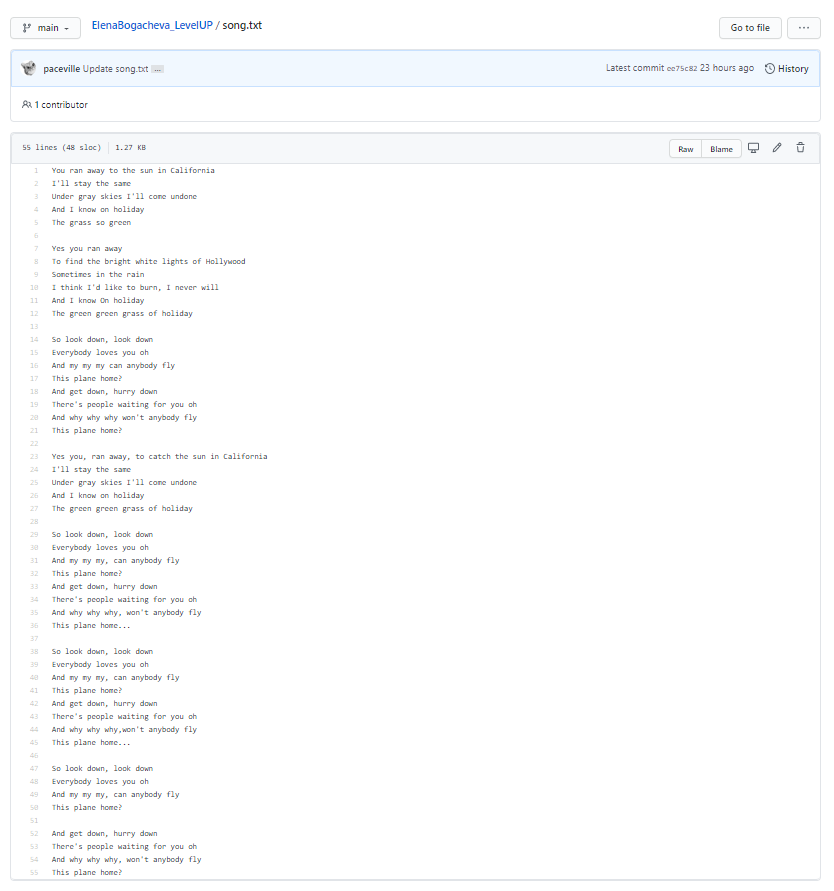 main
ElenaBogacheva_LevelUP / song.txt
Go to file
...
paceville Update song.txt ...
Latest commit ee75c82 23 hours ago
History
1 contributor
55 lines (48 sloc) 1.27 KB
Raw
Blame
1 You ran away to the sun in California
2 I'll stay the same
3 Under gray skies I'll come undone
4 And I know on holiday
5 The grass so green
6
7 Yes you ran away
8 To find the bright white lights of Hollywood
9 Sometimes in the rain
10 I think I'd like to burn, I never will
11 And I know On holiday
12 The green green grass of holiday
13
14 So look down, look down
15 Everybody loves you oh
16 And my my my can anybody fly
17 This plane home?
18 And get down, hurry down
19 There's people waiting for you oh
20 And why why why won't anybody fly
21 This plane home?
22
23 Yes you, ran away, to catch the sun in California
24 I'll stay the same
25 Under gray skies I'll come undone
26 And I know on holiday
27 The green green grass of holiday
28
29 So look down, look down
30 Everybody loves you oh
31 And my my my, can anybody fly
32 This plane home?
33 And get down, hurry down
34 There's people waiting for you oh
35 And why why why, won't anybody fly
36 This plane home...
37
38 So look down, look down
39 Everybody loves you oh
40 And my my my, can anybody fly
41 This plane home?
42 And get down, hurry down
43 There's people waiting for you oh
44 And why why why,won't anybody fly
45 This plane home...
46
47 So look down, look down
48 Everybody loves you oh
49 And my my my, can anybody fly
50 This plane home?
51
52 And get down, hurry down
53 There's people waiting for you oh
54 And why why why, won't anybody fly
55 This plane home?